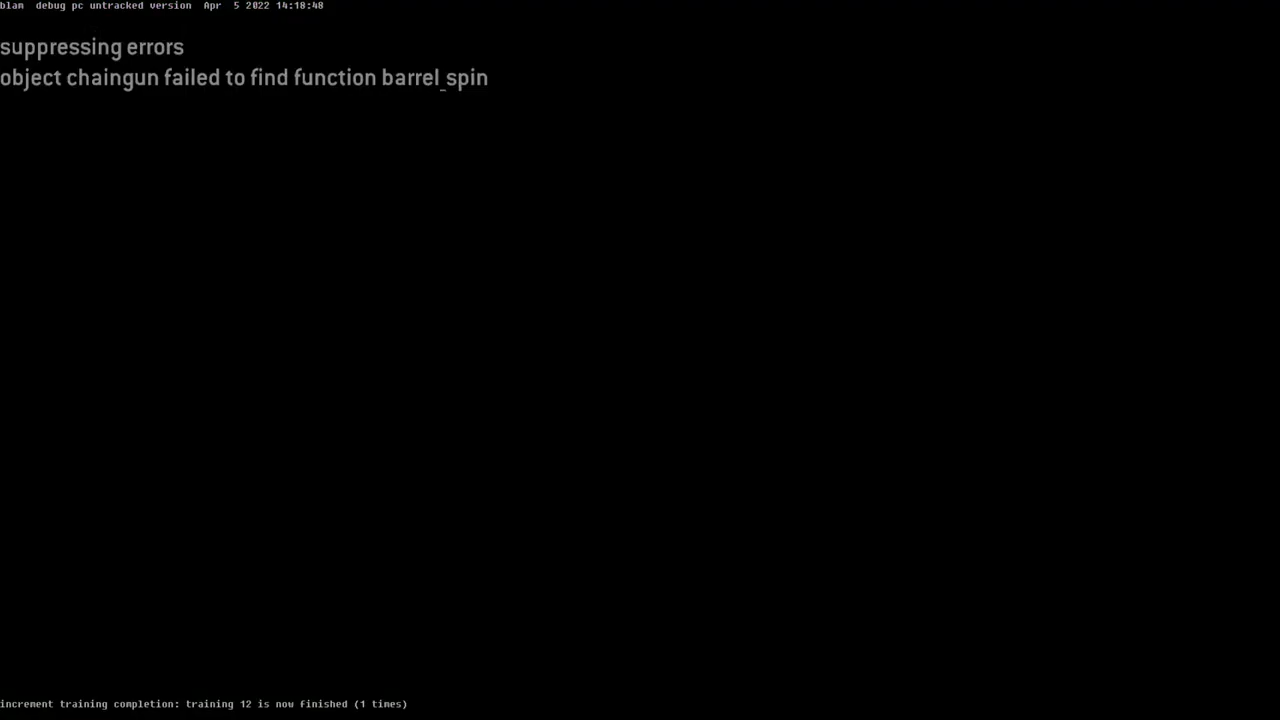 blam  debug pc untracked version  Apr  5 2022 14:18:48
suppressing errors
object chaingun failed to find function barrel_spin
increment training completion: training 12 is now finished (1 times)